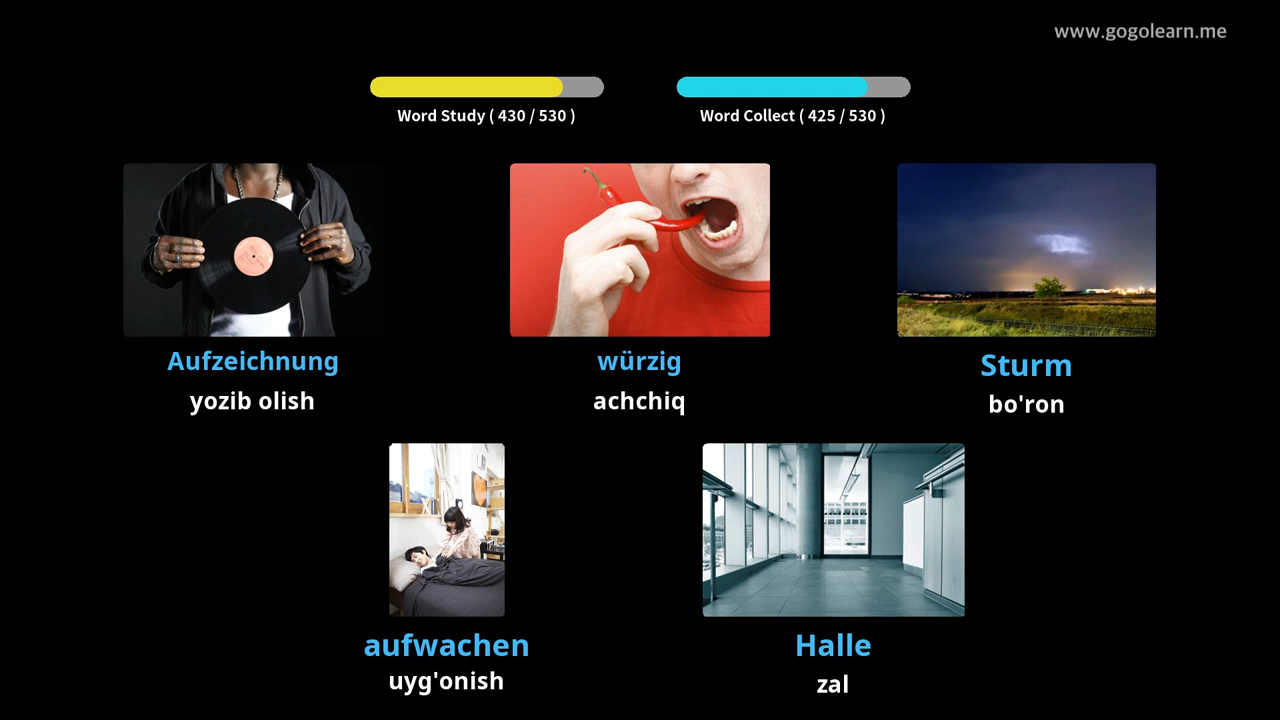 www.gogolearn.me
Word Study ( 430 / 530 )
Word Collect ( 425 / 530 )
Aufzeichnung
yozib olish
würzig
achchiq
Sturm
bo'ron
aufwachen
uyg'onish
Halle
zal